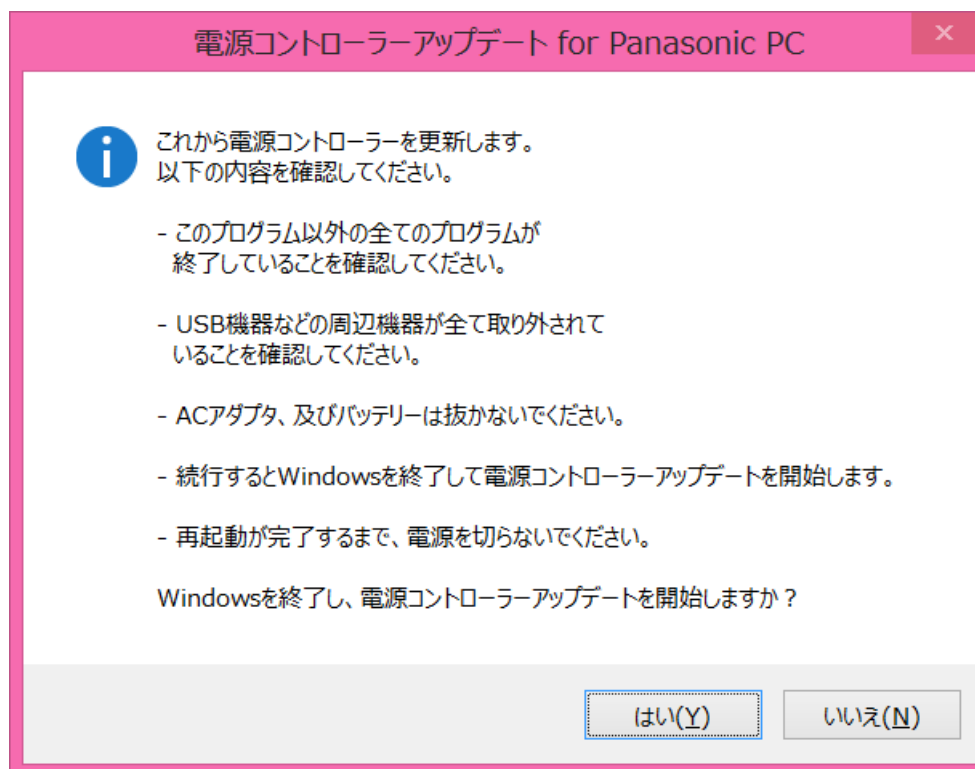 電源コントローラーアップデート for Panasonic PC
これから電源コントローラーを更新します。
以下の内容を確認してください。
- このプログラム以外の全てのプログラムが
終了していることを確認してください。
- USB機器などの周辺機器が全て取り外されて
いることを確認してください。
- ACアダプタ、及びバッテリーは抜かないでください。
- 続行するとWindowsを終了して電源コントローラーアップデートを開始します。
- 再起動が完了するまで、電源を切らないでください。
Windowsを終了し、電源コントローラーアップデートを開始しますか？
はい(Y) いいえ(N)